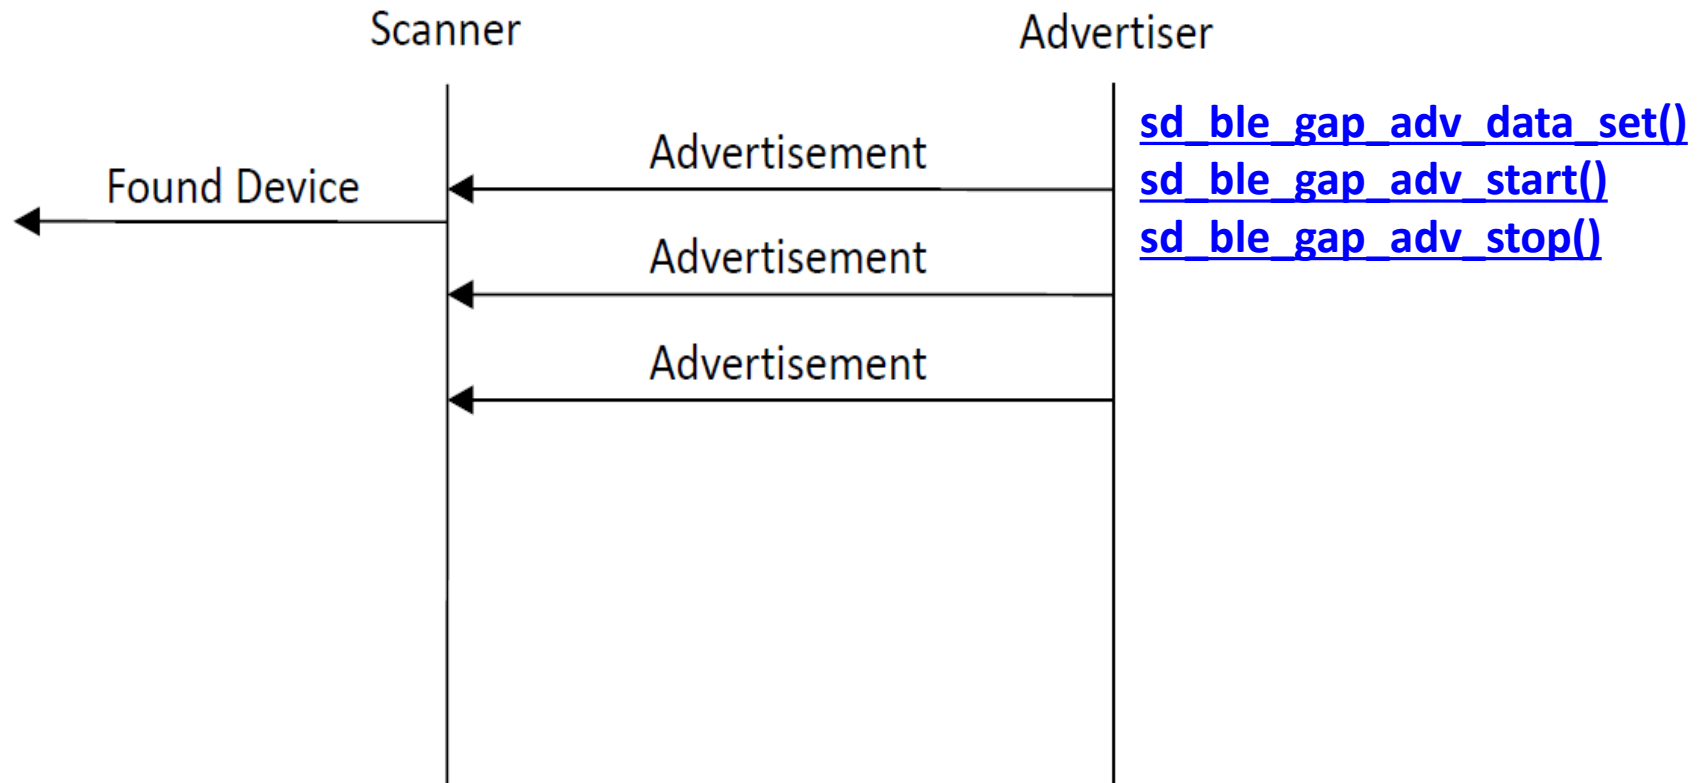 Scanner
Advertiser
sd_ble_gap_adv_data_set()
Advertisement
Found Device
sd_ble_gap_adv_start()
sd_ble_gap_adv_stop()
Advertisement
Advertisement